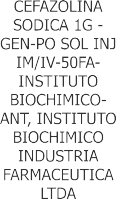 CEFAZOLINA
SODICA 1G -
GEN-PO SOL INJ
IM/IV-50FA-
INSTITUTO
BIOCHIMICO-
ANT, INSTITUTO
BIOCHIMICO
INDUSTRIA
FARMACEUTICA
LTDA